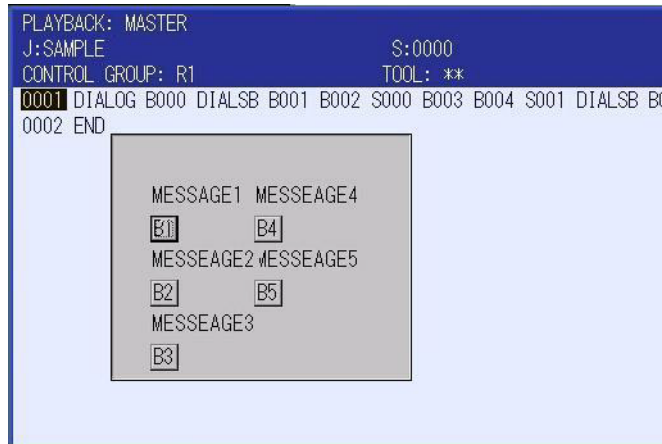 PLAYBACK: MASTER
J:SAMPLE S:0000
CONTROL GROUP: R1 TOOL: **
0001 DIALOG B000 DIALSB B001 B002 S000 B003 B004 S001 DIALSB
0002 END
MESSAGE1 MESSEAGE4
B1 B4
MESSEAGE2 MESSEAGE5
B2 B5
MESSEAGE3
B3